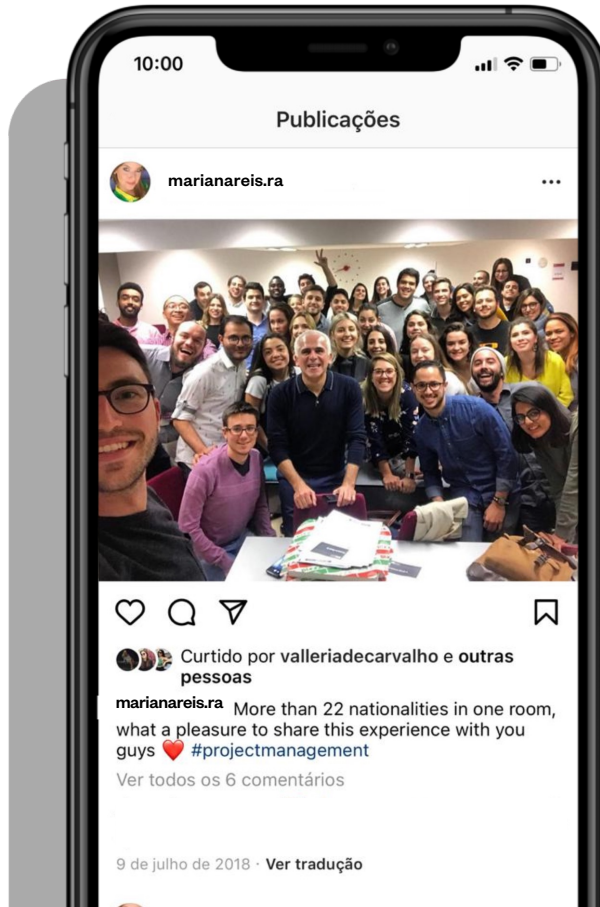 10:00
Publicações
marianareis.ra
Curtido por valleriadecarvalho e outras
pessoas
marianareis.ra More than 22 nationalities in one room,
what a pleasure to share this experience with you
guys ❤️ #projectmanagement
Ver todos os 6 comentários
9 de julho de 2018 · Ver tradução